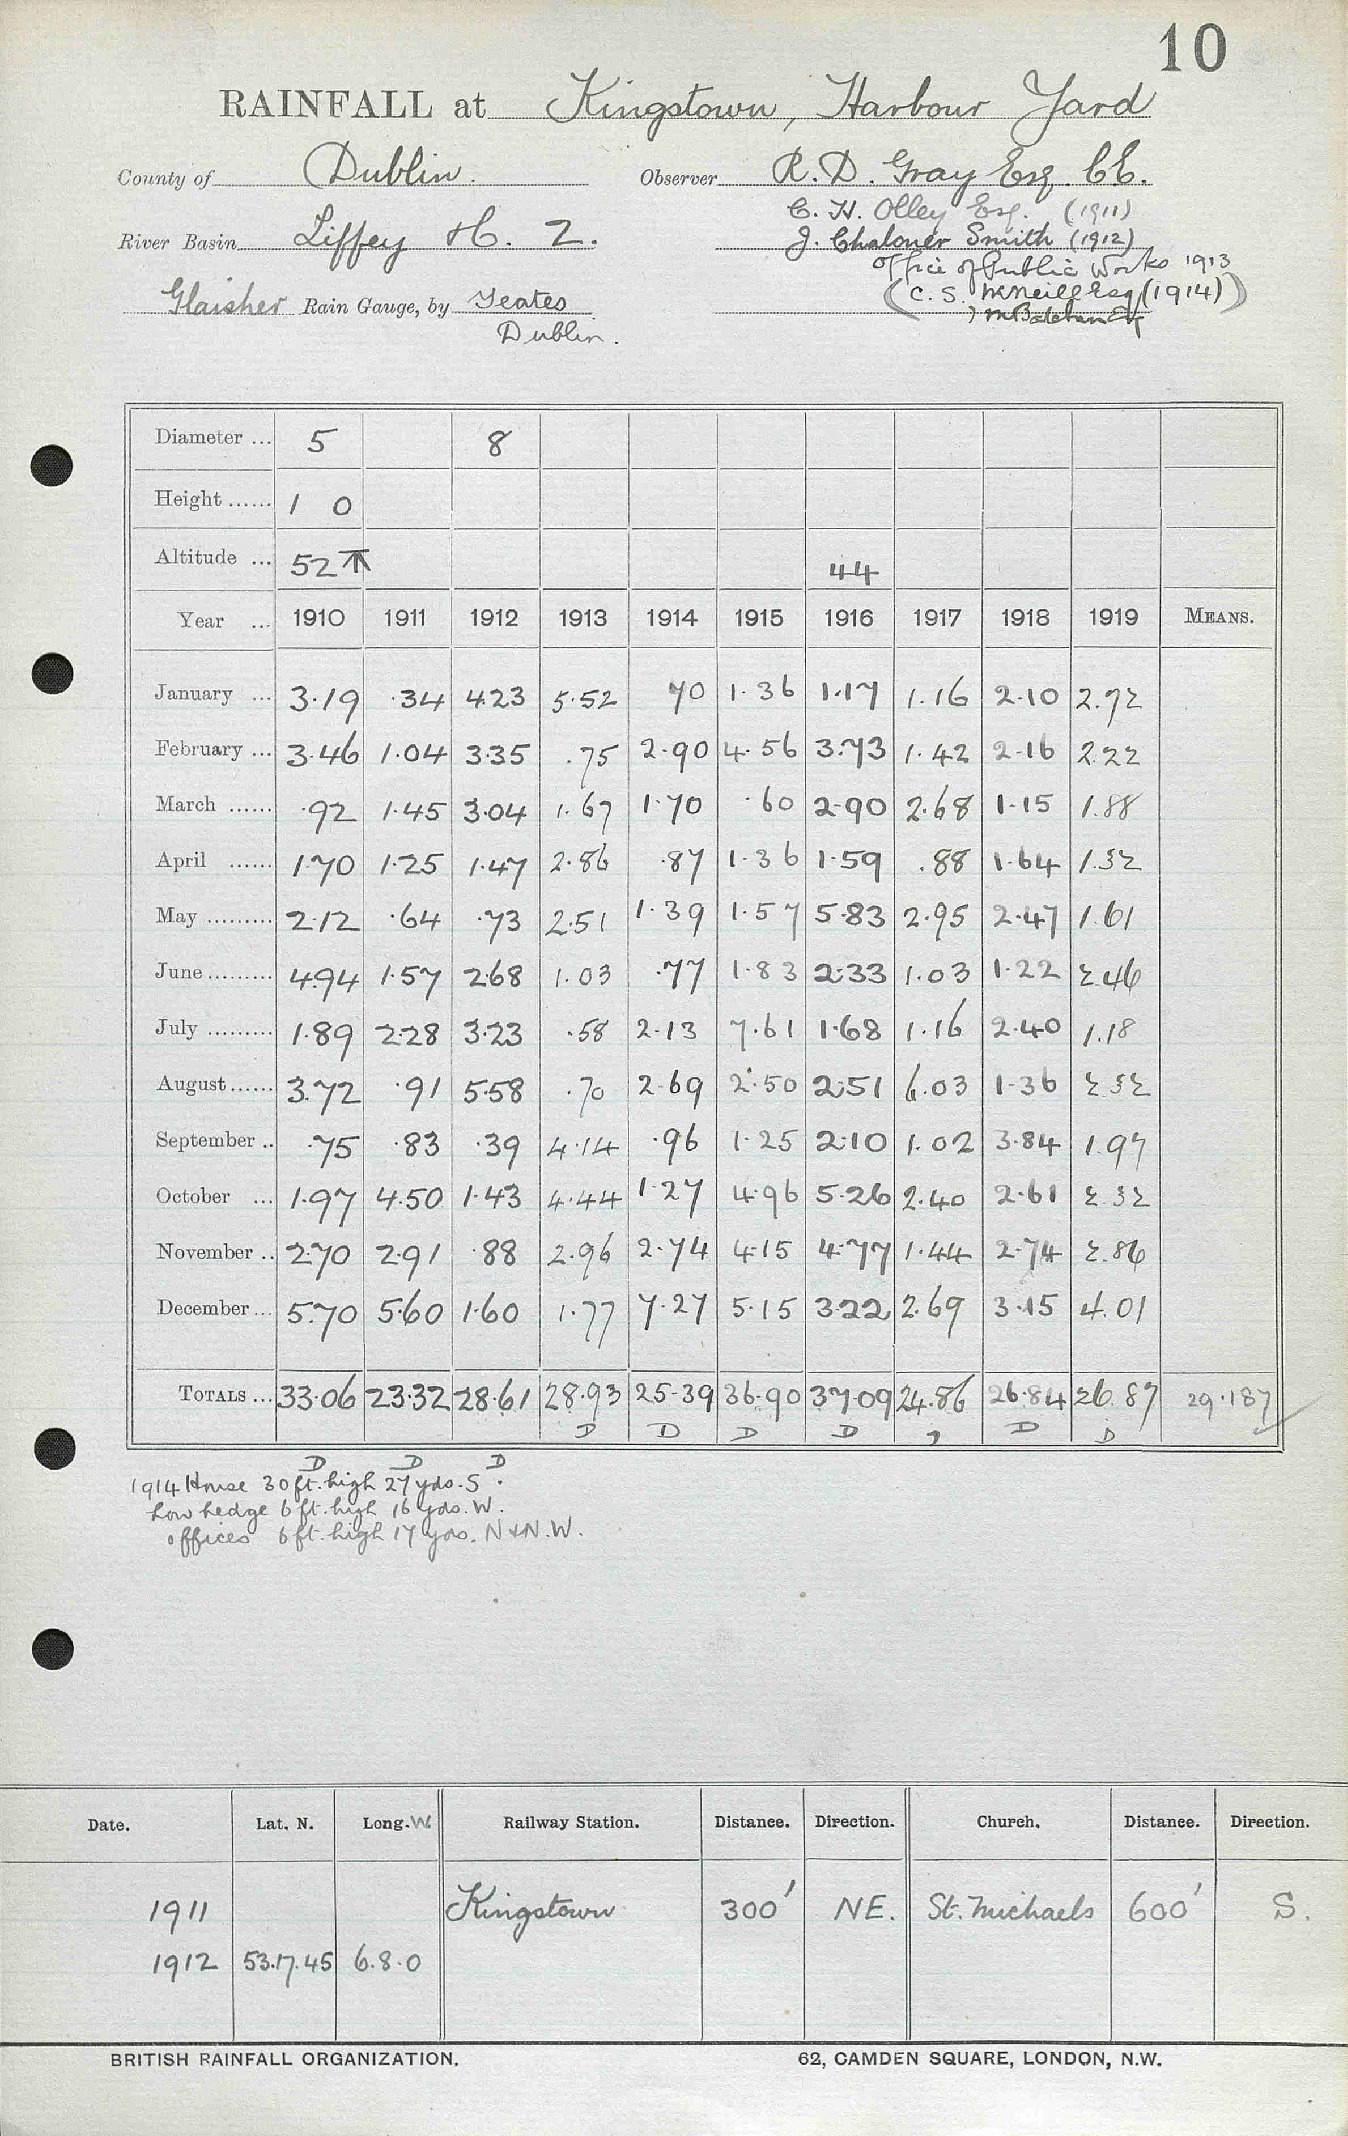 10
RAINFALL at Kingstown, Harbour Yard
County of Dublin. Observer R. D. Gray Esq. CE.
C. H. Olley Esq. (1911)
River Basin Liffey H. 2. J. Chaloner Smith (1912)
Office of Public Works 1913
Glaisher Rain Gauge, by Yeates (C. S. McNeill Esq (1914))
Dublin.
Diameter ... 5 8
Height ...... 1 0
Altitude ... 52 44
Year ... 1910 1911 1912 1913 1914 1915 1916 1917 1918 1919 MEANS.
January ... 3.19 .34 4.23 5.52 70 1.36 1.17 1.16 2.10 2.72
February ... 3.46 1.04 3.35 .75 2.90 4.56 3.73 1.42 2.16 2.22
March ...... .92 1.45 3.04 1.67 1.70 .60 2.90 2.68 1.15 1.88
April ...... 1.70 1.25 1.47 2.86 .87 1.36 1.59 .88 1.64 1.32
May ......... 2.12 .64 .73 2.51 1.39 1.57 5.83 2.95 2.47 1.61
June ......... 4.94 1.57 2.68 1.03 .77 1.83 2.33 1.03 1.22 2.46
July ......... 1.89 2.28 3.23 .58 2.13 7.61 1.68 1.16 2.40 1.18
August ...... 3.72 .91 5.58 .70 2.69 2.50 2.51 6.03 1.36 2.32
September .. .75 .83 .39 4.14 .96 1.25 2.10 1.02 3.84 1.97
October ... 1.97 4.50 1.43 4.44 1.27 4.96 5.26 2.40 2.61 2.32
November .. 2.70 2.91 .88 2.96 2.74 4.15 4.77 1.44 2.74 2.86
December ... 5.70 5.60 1.60 1.77 7.27 5.15 3.22 2.69 3.15 4.01
TOTALS ... 33.06 23.32 28.61 28.93 25.39 36.90 37.09 24.86 26.84 26.87 29.187
D D D D D D
D D D
1914 House 30 ft. high 27 yds. S.
Low hedge 6 ft. high 16 yds. W.
offices 6 ft. high 17 yds. N & N.W.
Date. Lat. N. Long. W. Railway Station. Distance. Direction. Church. Distance. Direction.
1911 Kingstown 300' NE. St. Michaels 600' S.
1912 53.17.45 6.8.0
BRITISH RAINFALL ORGANIZATION. 62, CAMDEN SQUARE, LONDON, N.W.